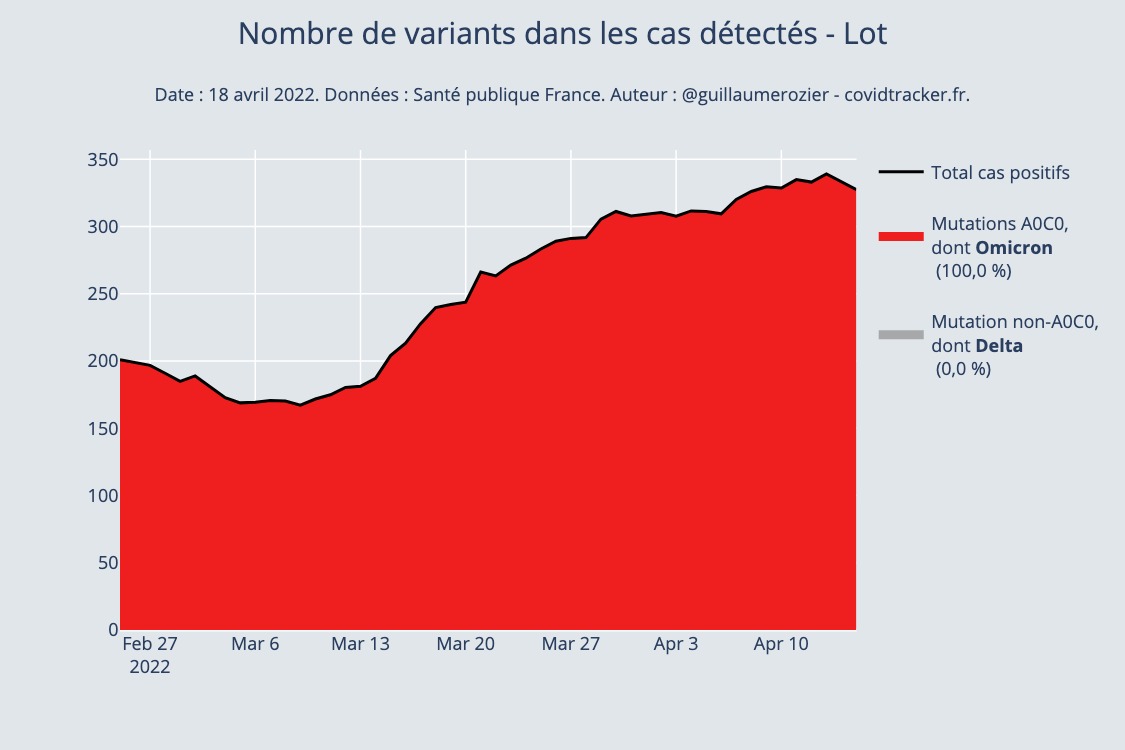 Nombre de variants dans les cas détectés - Lot
Date : 18 avril 2022. Données : Santé publique France. Auteur : @guillaumerozier - covidtracker.fr.
350
300
250
200
150
100
50
0
Feb 27
2022
Mar 6
Mar 13
Mar 20
Mar 27
Apr 3
Apr 10
Total cas positifs
Mutations A0C0,
dont Omicron
(100,0 %)
Mutation non-A0C0,
dont Delta
(0,0 %)